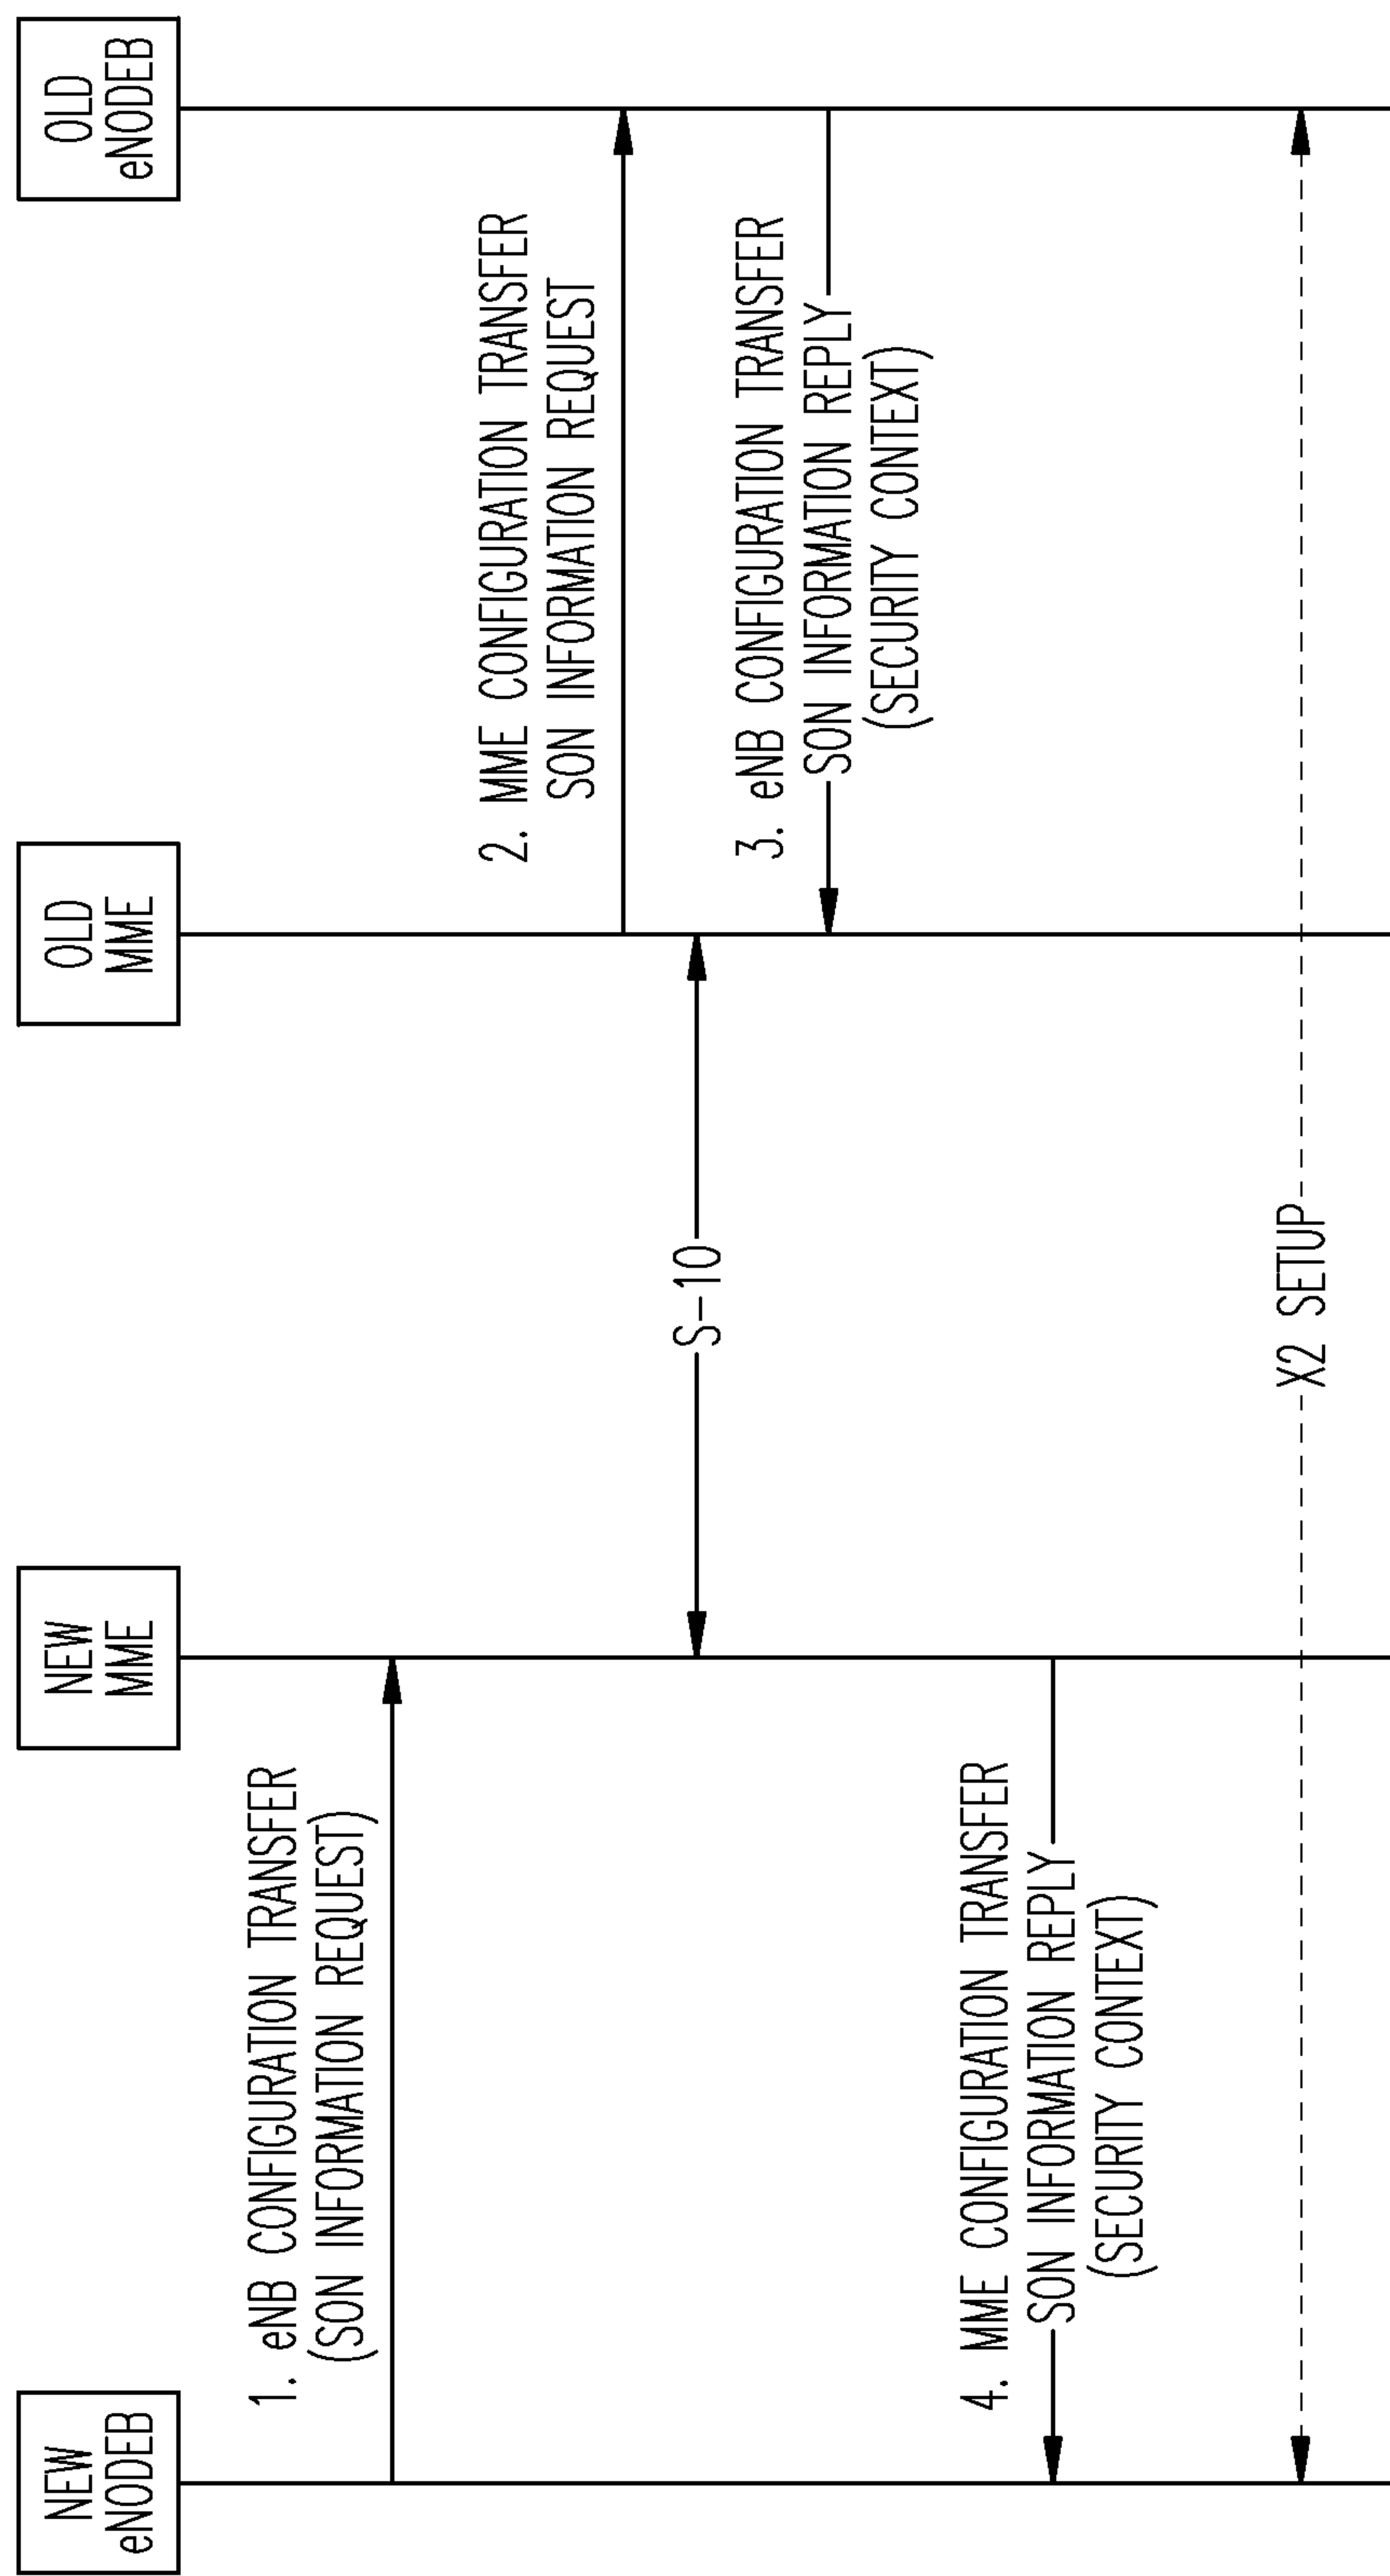 NEW
eNODEB
NEW
MME
OLD
MME
OLD
eNODEB
1. eNB CONFIGURATION TRANSFER
(SON INFORMATION REQUEST)
2. MME CONFIGURATION TRANSFER
SON INFORMATION REQUEST
S-10
3. eNB CONFIGURATION TRANSFER
SON INFORMATION REPLY
(SECURITY CONTEXT)
4. MME CONFIGURATION TRANSFER
SON INFORMATION REPLY
(SECURITY CONTEXT)
X2 SETUP